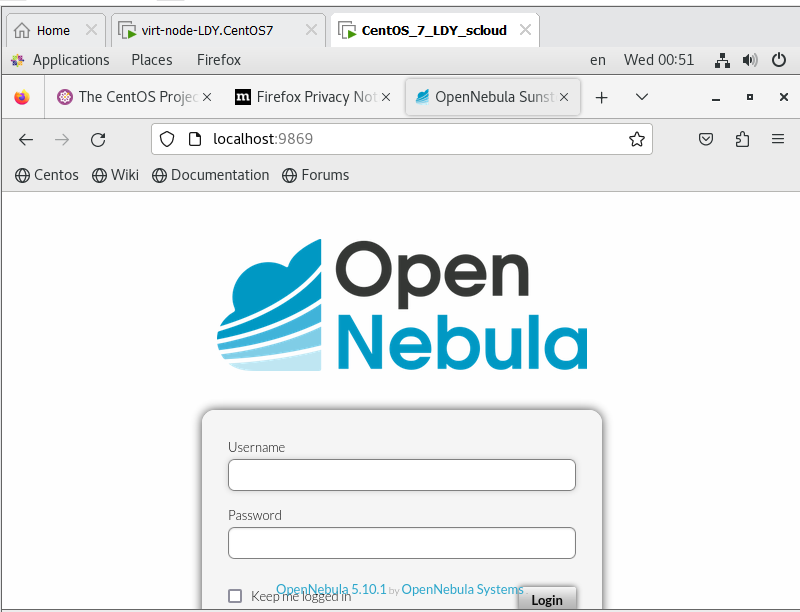 Home
virt-node-LDY.CentOS7
CentOS_7_LDY_scloud
Applications Places Firefox en Wed 00:51
The CentOS Projec
Firefox Privacy Not
OpenNebula Sunst
localhost:9869
Centos Wiki Documentation Forums
Open
Nebula
Username
Password
Keep me logged in
OpenNebula 5.10.1 by OpenNebula Systems.
Login